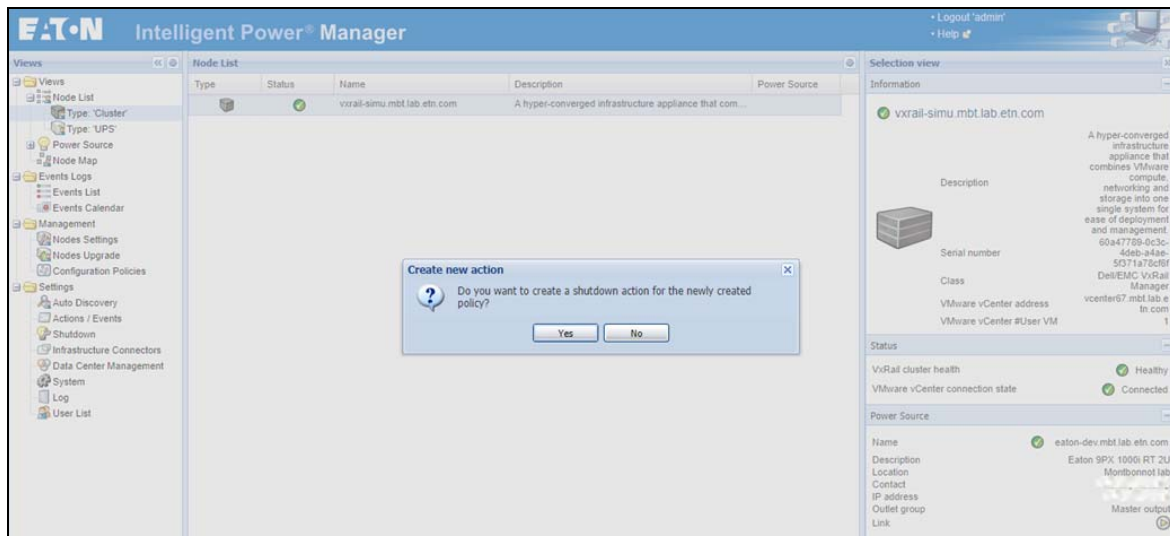 EATON Intelligent Power® Manager
• Logout 'admin'
• Help
Views
Views
Node List
Type: 'Cluster'
Type: 'UPS'
Power Source
Node Map
Events Logs
Events List
Events Calendar
Management
Nodes Settings
Nodes Upgrade
Configuration Policies
Settings
Auto Discovery
Actions / Events
Shutdown
Infrastructure Connectors
Data Center Management
System
Log
User List
Node List
Type Status Name Description Power Source
vxrail-simu.mbt.lab.etn.com A hyper-converged infrastructure appliance that com...
Create new action
Do you want to create a shutdown action for the newly created
policy?
Yes No
Selection view
Information
vxrail-simu.mbt.lab.etn.com
Description
A hyper-converged
infrastructure
appliance that
combines VMware
compute,
networking and
storage into one
single system for
ease of deployment
and management.
Serial number
60a47789-0c3c-
4deb-a4ae-
5f371a78cf6f
Class
Dell/EMC VxRail
Manager
VMware vCenter address
vcenter67.mbt.lab.e
tn.com
VMware vCenter #User VM 1
Status
VxRail cluster health Healthy
VMware vCenter connection state Connected
Power Source
Name eaton-dev.mbt.lab.etn.com
Description Eaton 9PX 1000i RT 2U
Location Montbonnot lab
Contact
IP address
Outlet group Master output
Link